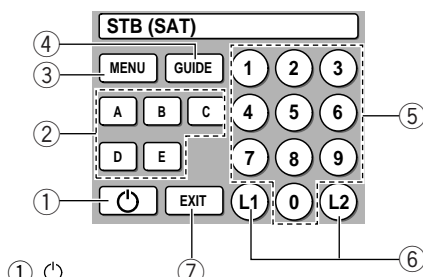 STB (SAT)
④
③ MENU GUIDE 1 2 3
② A B C 4 5 6 ⑤
D E 7 8 9
① ⏻ EXIT L1 0 L2
① ⏻ ⑦ ⑥